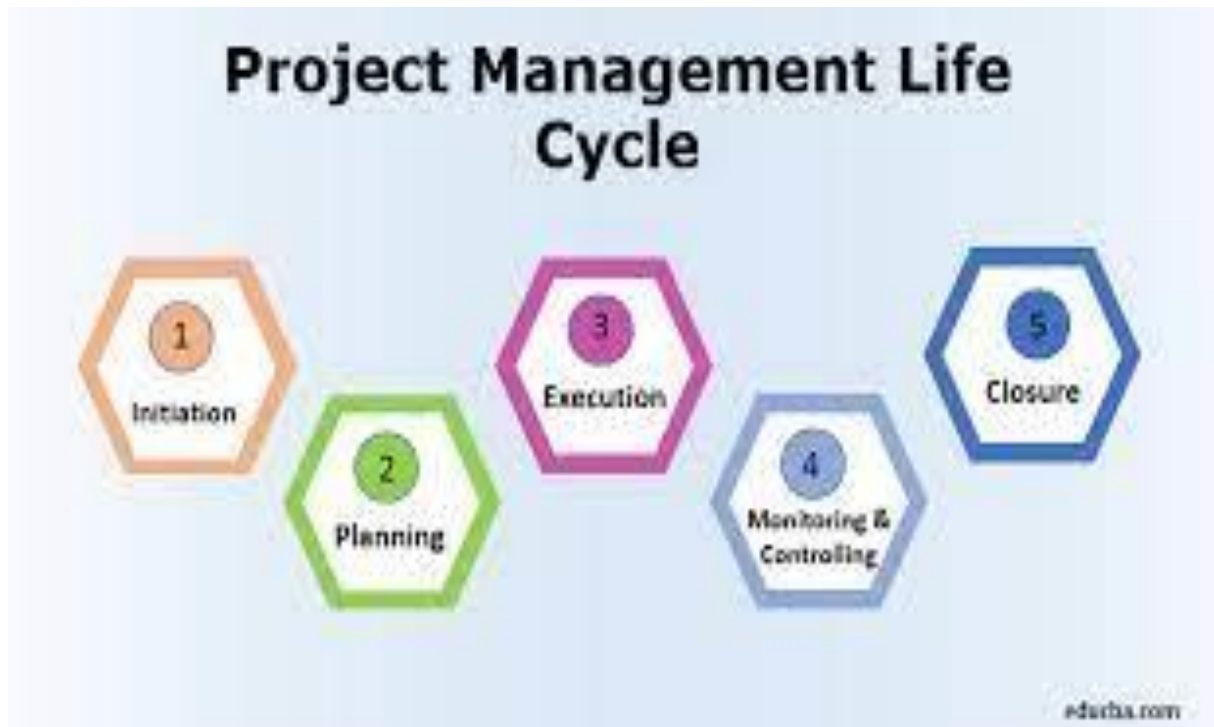 Project Management Life
Cycle
1
Initiation
2
Planning
3
Execution
4
Monitoring &
Controlling
5
Closure
educba.com